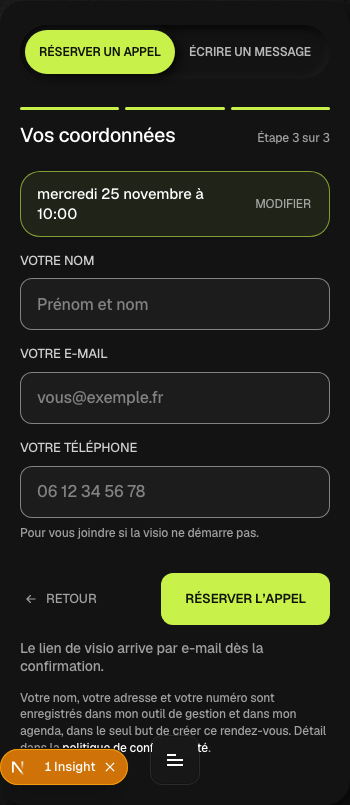 RÉSERVER UN APPEL
ÉCRIRE UN MESSAGE
Vos coordonnées
Étape 3 sur 3
mercredi 25 novembre à
10:00
MODIFIER
VOTRE NOM
Prénom et nom
VOTRE E-MAIL
vous@exemple.fr
VOTRE TÉLÉPHONE
06 12 34 56 78
Pour vous joindre si la visio ne démarre pas.
← RETOUR
RÉSERVER L’APPEL
Le lien de visio arrive par e-mail dès la
confirmation.
Votre nom, votre adresse et votre numéro sont
enregistrés dans mon outil de gestion et dans mon
agenda, dans le seul but de créer ce rendez-vous. Détail
dans la politique de
N 1 Insight ×